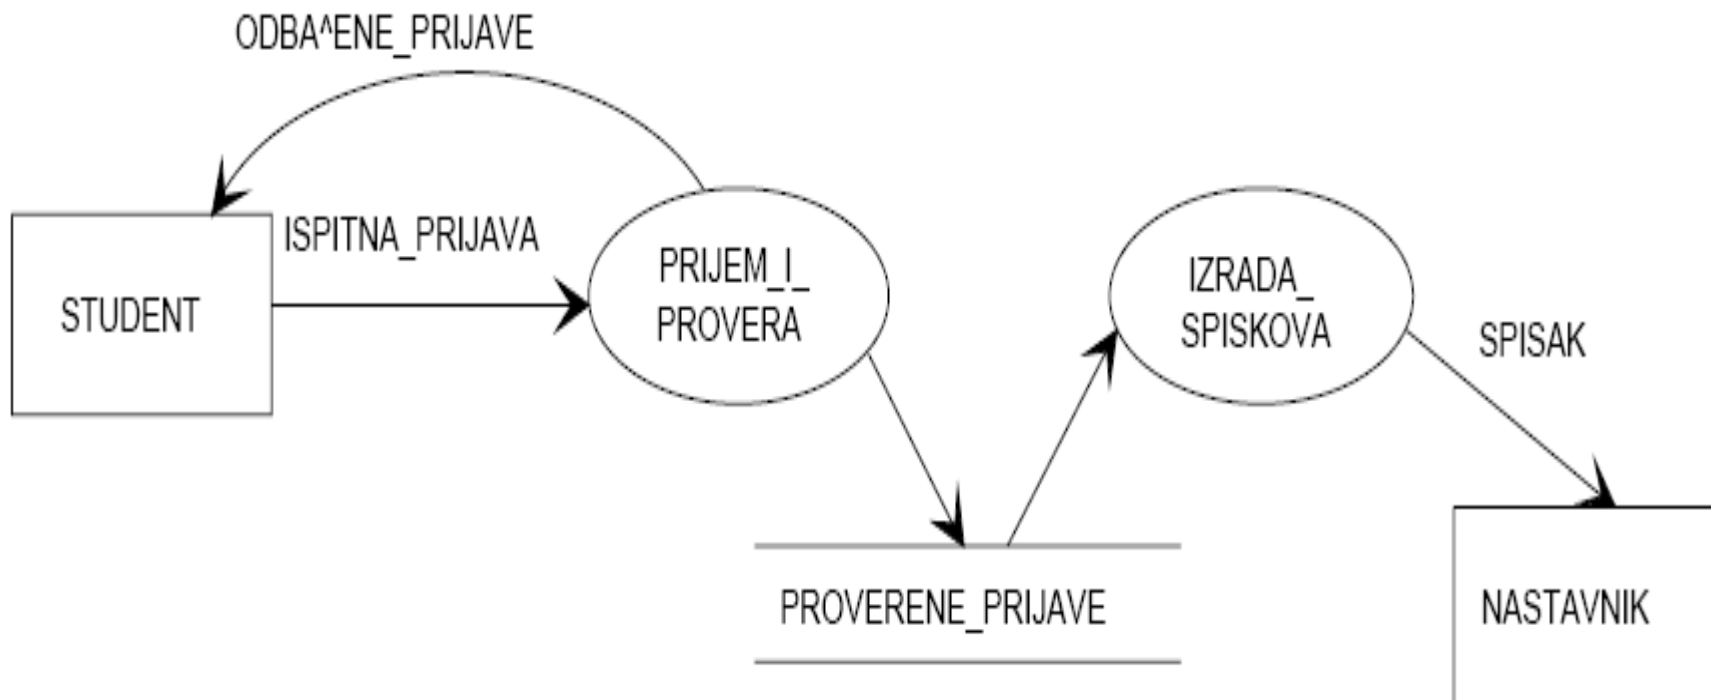 ODBA^ENE_PRIJAVE
ISPITNA_PRIJAVA
STUDENT
PRIJEM_I_
PROVERA
IZRADA_
SPISKOVA
SPISAK
PROVERENE_PRIJAVE
NASTAVNIK